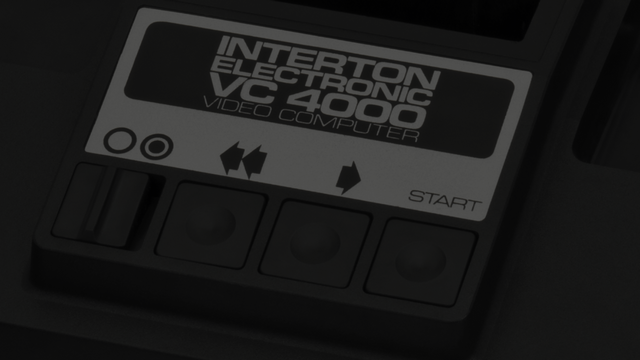 INTERTON
ELECTRONIC
VC 4000
VIDEO COMPUTER
START